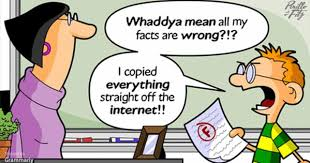 Whaddya mean all my
facts are wrong?!?
I copied
everything
straight off the
internet!!
F
Grammarly